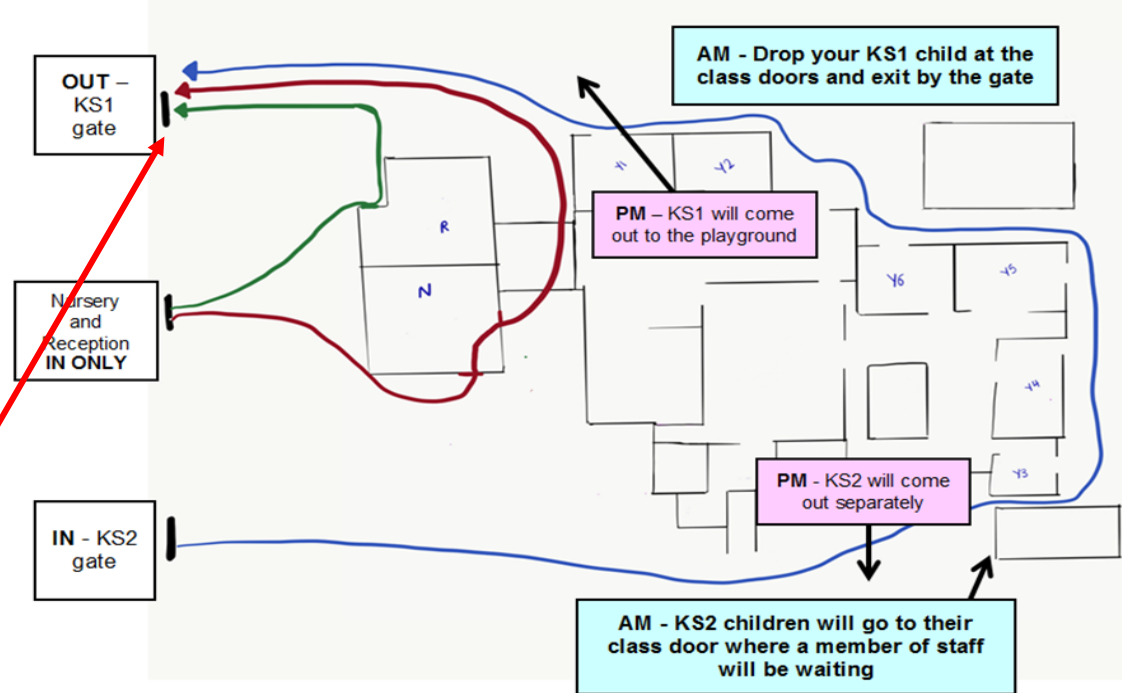 OUT –
KS1
gate
AM - Drop your KS1 child at the
class doors and exit by the gate
Y1
Y2
PM – KS1 will come
out to the playground
R
N
Y6
Y5
Nursery
and
Reception
IN ONLY
Y4
Y3
PM - KS2 will come
out separately
IN - KS2
gate
AM - KS2 children will go to their
class door where a member of staff
will be waiting